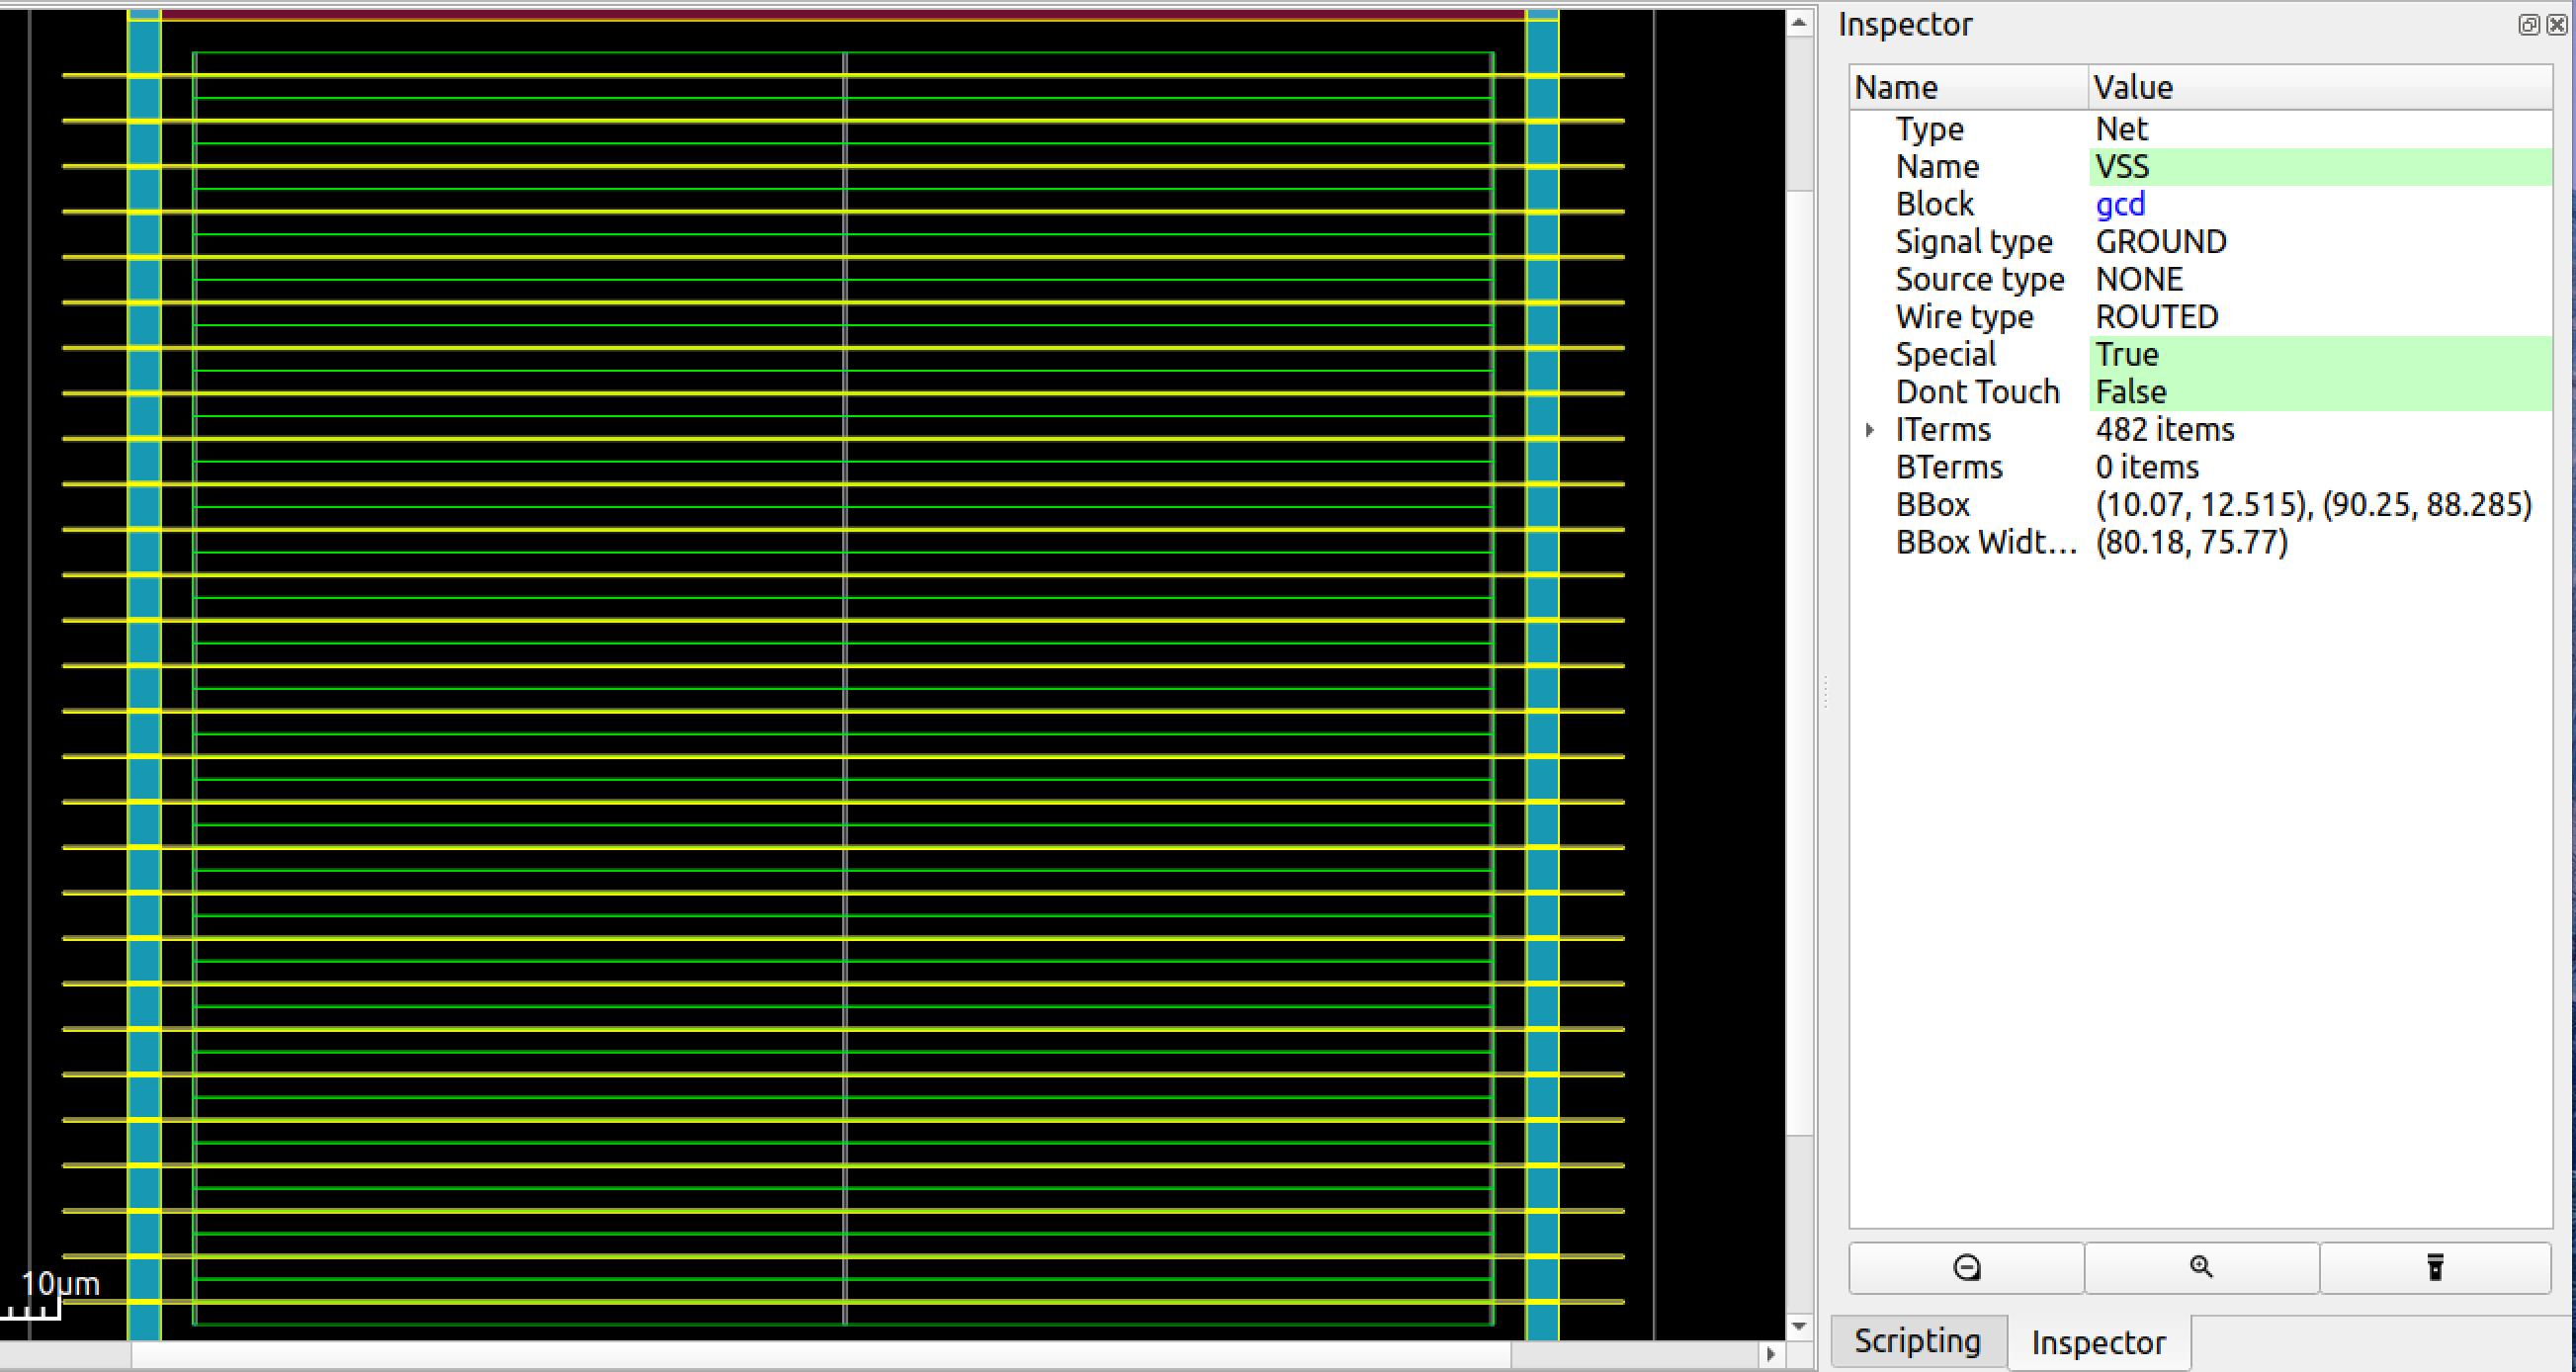 Inspector
Name Value
Type Net
Name VSS
Block gcd
Signal type GROUND
Source type NONE
Wire type ROUTED
Special True
Dont Touch False
ITerms 482 items
BTerms 0 items
BBox (10.07, 12.515), (90.25, 88.285)
BBox Widt... (80.18, 75.77)
10μm
Scripting Inspector